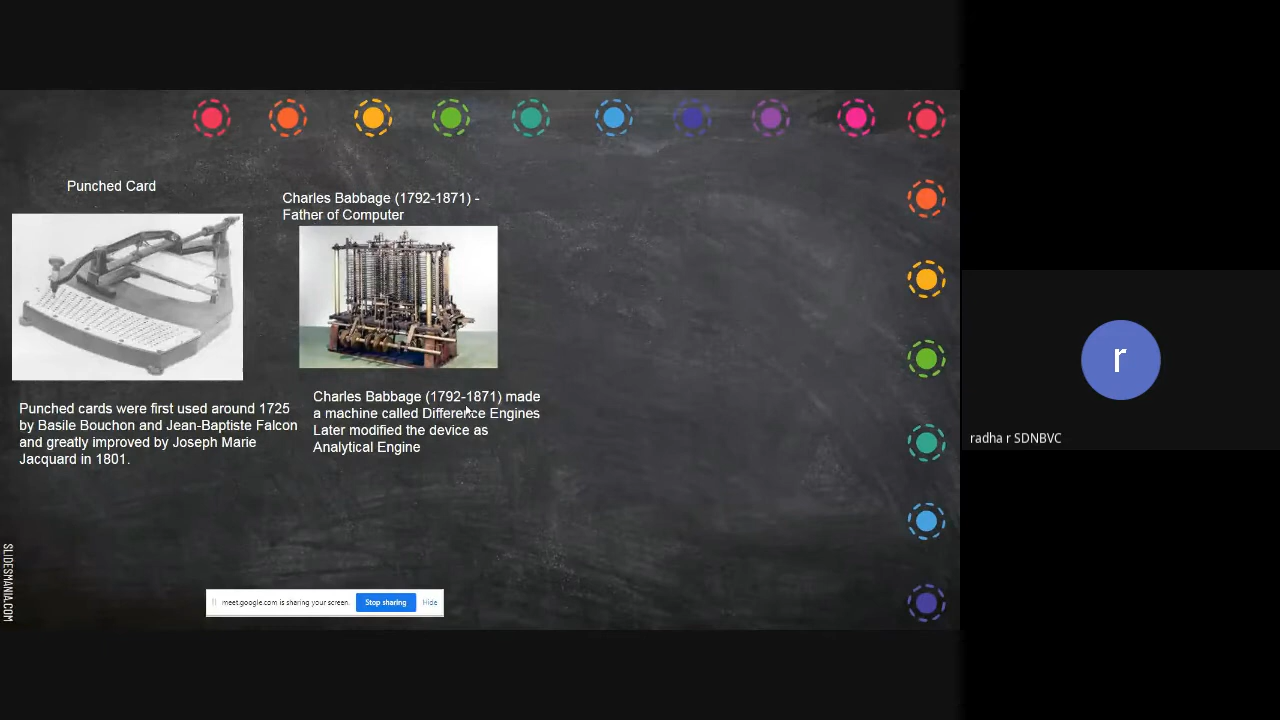 Punched Card
Charles Babbage (1792-1871) -
Father of Computer
Punched cards were first used around 1725
by Basile Bouchon and Jean-Baptiste Falcon
and greatly improved by Joseph Marie
Jacquard in 1801.
Charles Babbage (1792-1871) made
a machine called Difference Engines
Later modified the device as
Analytical Engine
SLIDESMANIA.COM
meet.google.com is sharing your screen.
Stop sharing
Hide
r
radha r SDNBVC